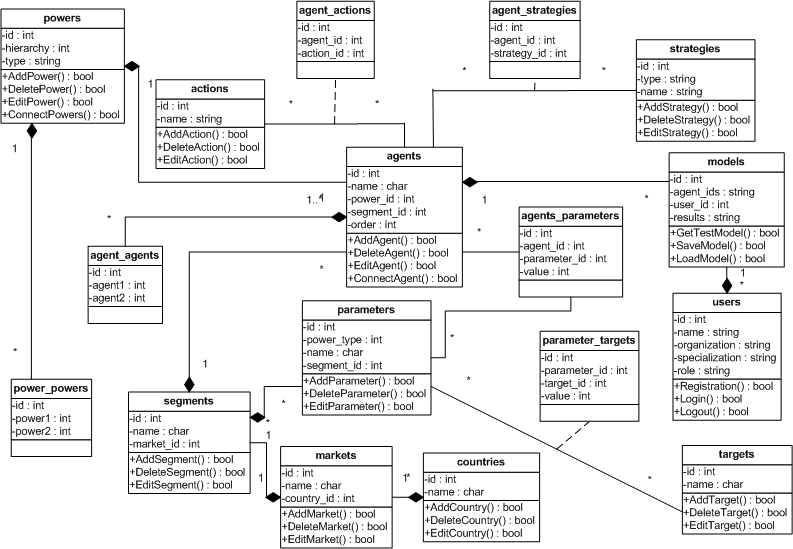 powers
-id : int
-hierarchy : int
-type : string
+AddPower() : bool
+DeletePower() : bool
+EditPower() : bool
+ConnectPowers() : bool
1
1
agent_actions
-id : int
-agent_id : int
-action_id : int
agent_strategies
-id : int
-agent_id : int
-strategy_id : int
*
*
strategies
-id : int
-type : string
-name : string
+AddStrategy() : bool
+DeleteStrategy() : bool
+EditStrategy() : bool
actions
-id : int
-name : string
+AddAction() : bool
+DeleteAction() : bool
+EditAction() : bool
*
*
agents
-id : int
-name : char
-power_id : int
-segment_id : int
-order : int
+AddAgent() : bool
+DeleteAgent() : bool
+EditAgent() : bool
+ConnectAgent() : bool
1..*
1
*
*
*
1
*
models
-id : int
-agent_ids : string
-user_id : int
-results : string
+GetTestModel() : bool
+SaveModel() : bool
+LoadModel() : bool
1
*
agent_agents
-id : int
-agent1 : int
-agent2 : int
agents_parameters
-id : int
-agent_id : int
-parameter_id : int
-value : int
users
-id : int
-name : string
-organization : string
-specialization : string
-role : string
+Registration() : bool
+Login() : bool
+Logout() : bool
parameters
-id : int
-power_type : int
-name : char
-segment_id : int
+AddParameter() : bool
+DeleteParameter() : bool
+EditParameter() : bool
*
*
parameter_targets
-id : int
-parameter_id : int
-target_id : int
-value : int
*
power_powers
-id : int
-power1 : int
-power2 : int
1
segments
-id : int
-name : char
-market_id : int
+AddSegment() : bool
+DeleteSegment() : bool
+EditSegment() : bool
*
*
1
1
markets
-id : int
-name : char
-country_id : int
+AddMarket() : bool
+DeleteMarket() : bool
+EditMarket() : bool
1
*
countries
-id : int
-name : char
+AddCountry() : bool
+DeleteCountry() : bool
+EditCountry() : bool
*
targets
-id : int
-name : char
+AddTarget() : bool
+DeleteTarget() : bool
+EditTarget() : bool